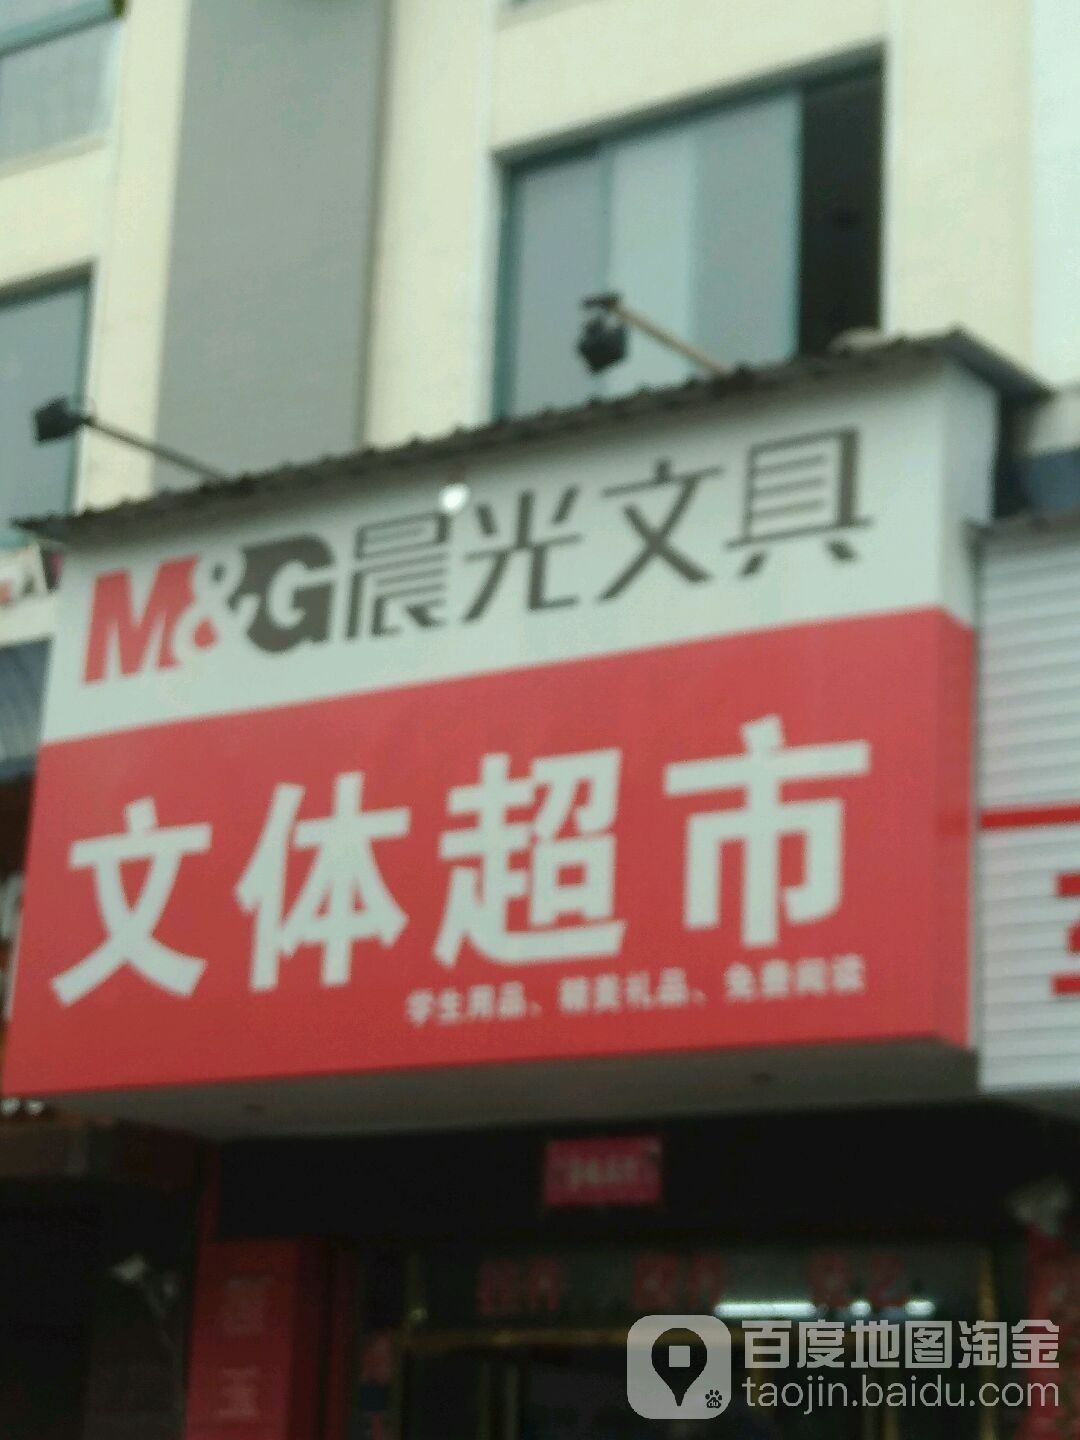 M&G晨光文具
文体超市
学生用品、精美礼品、免费阅读
百度地图淘金
taojin.baidu.com